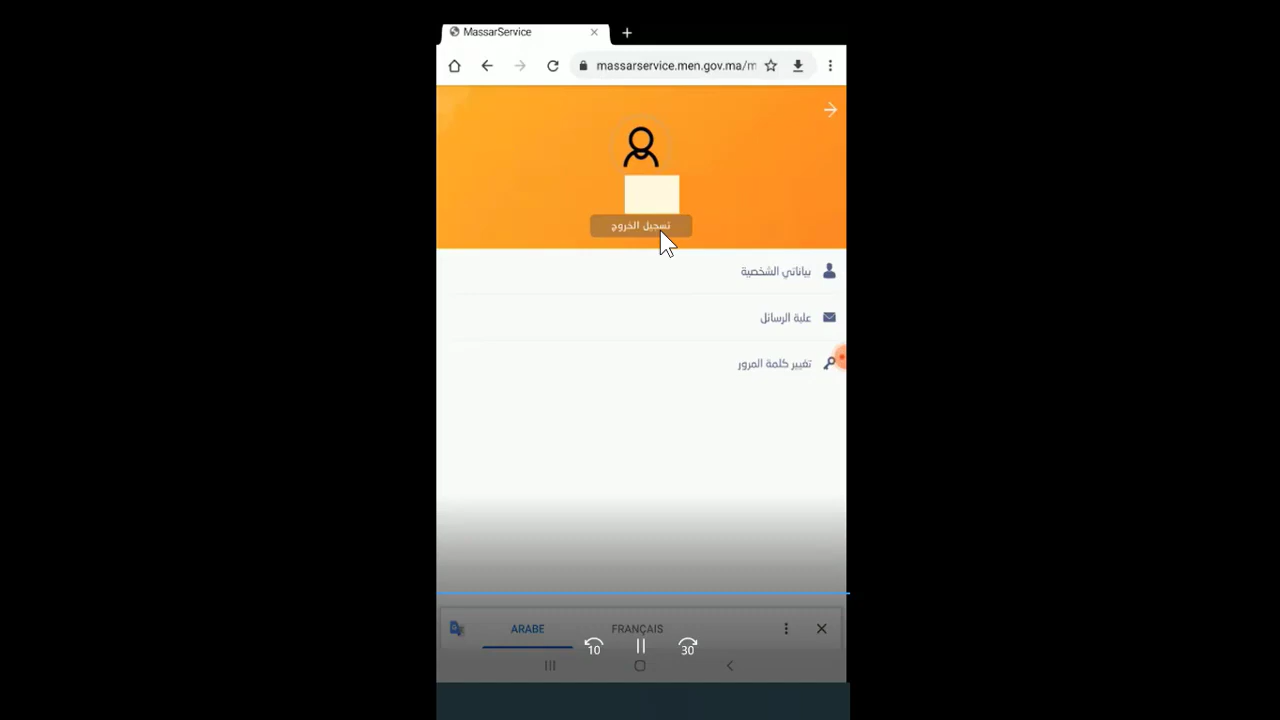 MassarService
massarservice.men.gov.ma/m
تسجيل الخروج
بياناتي الشخصية
علبة الرسائل
تغيير كلمة المرور
ARABE
FRANÇAIS
10
30